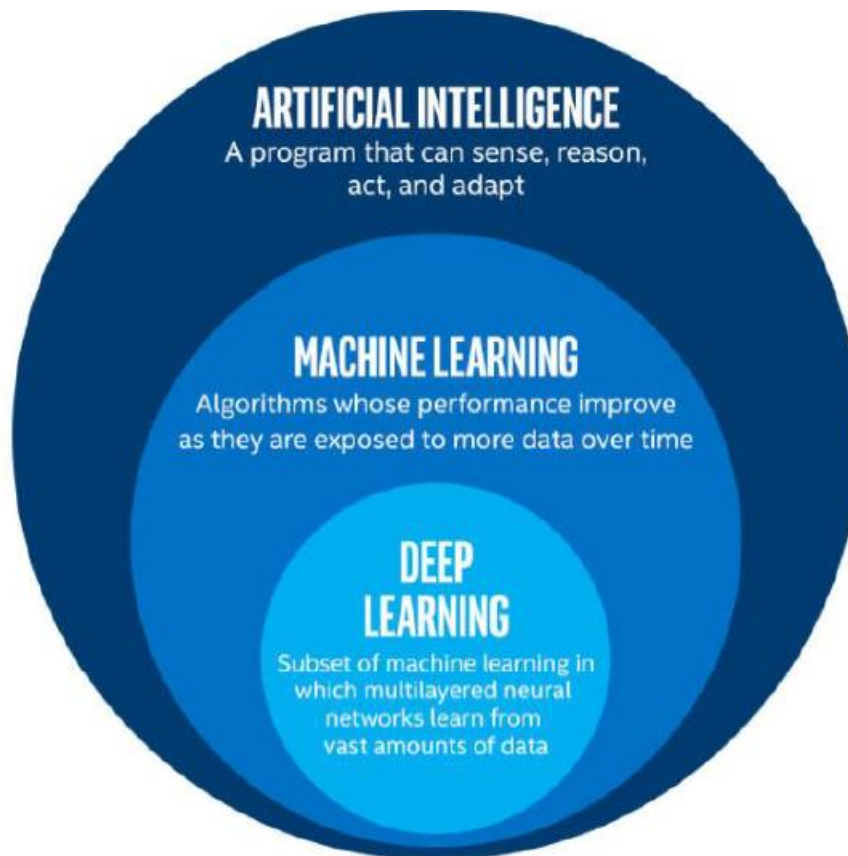 ARTIFICIAL INTELLIGENCE
A program that can sense, reason,
act, and adapt
MACHINE LEARNING
Algorithms whose performance improve
as they are exposed to more data over time
DEEP
LEARNING
Subset of machine learning in
which multilayered neural
networks learn from
vast amounts of data